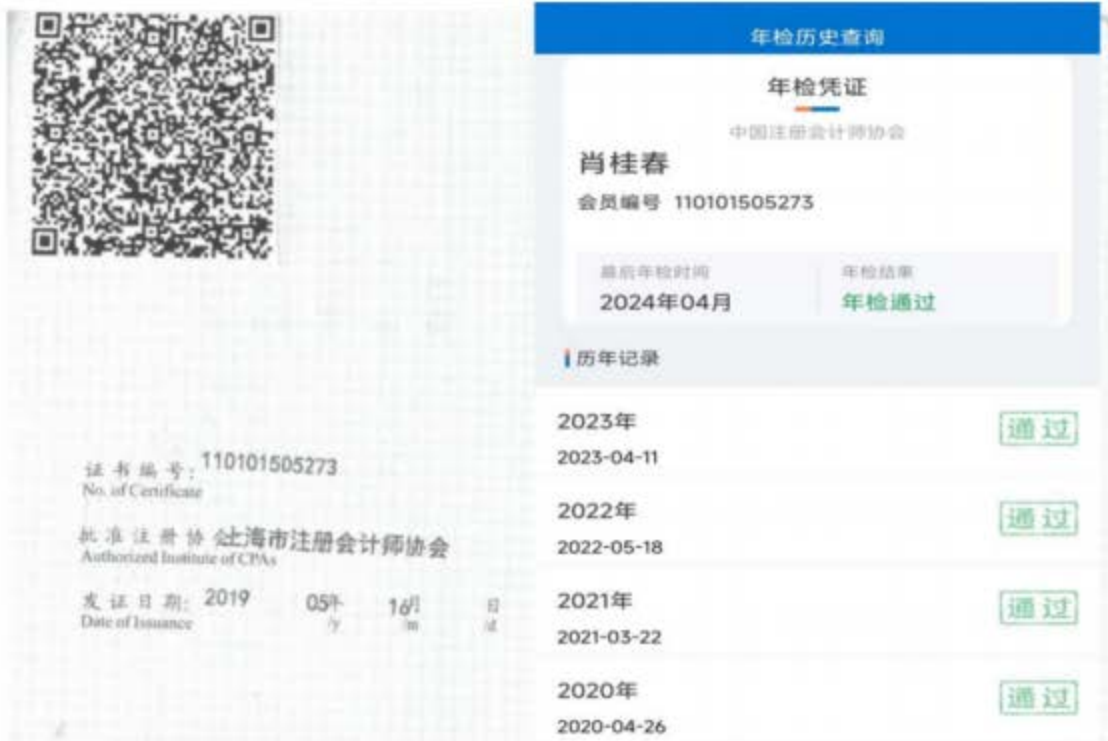 证书编号: 110101505273
No. of Certificate
批准注册协会 上海市注册会计师协会
Authorized Institute of CPAs
发证日期: 2019 05年 16月 日
Date of Issuance /y /m /d
年检历史查询
年检凭证
中国注册会计师协会
肖桂春
会员编号 110101505273
最前年检时间 年检结果
2024年04月 年检通过
历年记录
2023年 通过
2023-04-11
2022年 通过
2022-05-18
2021年 通过
2021-03-22
2020年 通过
2020-04-26